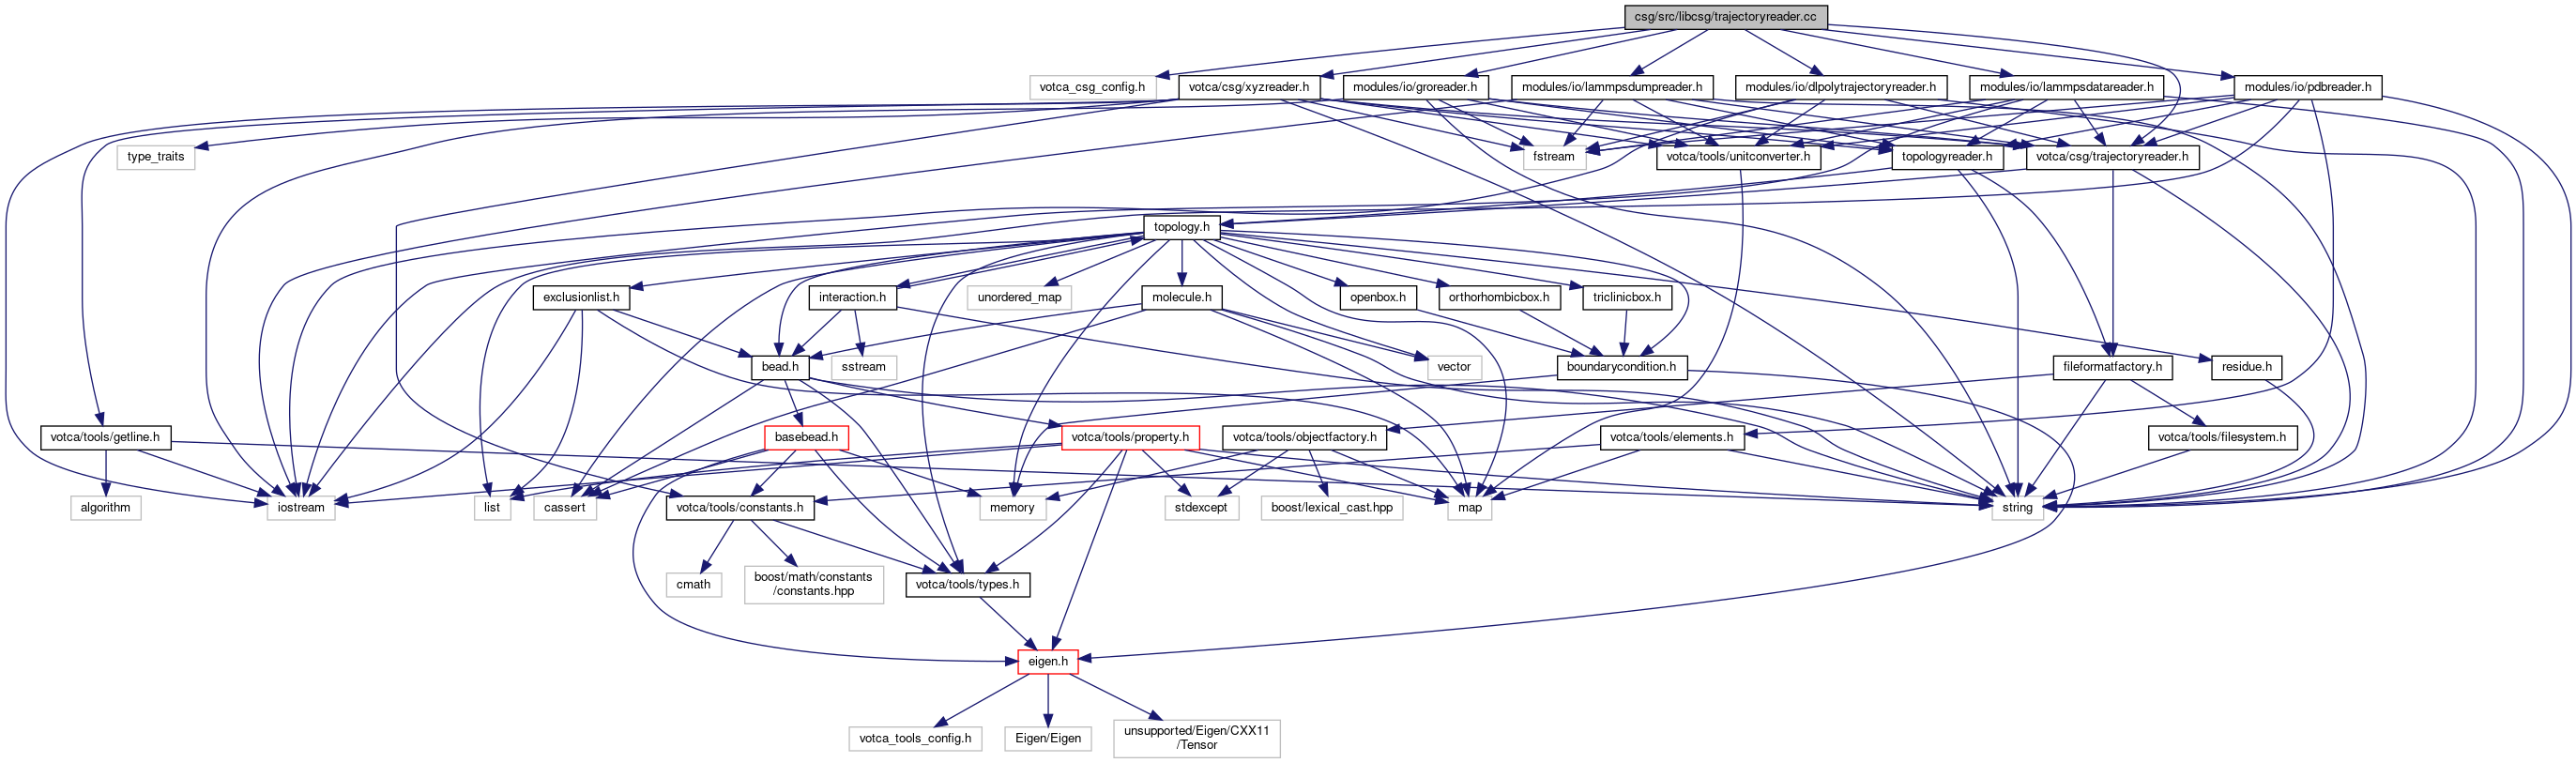 csg/src/libcsg/trajectoryreader.cc
votca_csg_config.h
votca/csg/xyzreader.h
modules/io/groreader.h
modules/io/lammpsdumpreader.h
modules/io/dlpolytrajectoryreader.h
modules/io/lammpsdatareader.h
modules/io/pdbreader.h
type_traits
fstream
votca/tools/unitconverter.h
topologyreader.h
votca/csg/trajectoryreader.h
topology.h
exclusionlist.h
interaction.h
unordered_map
molecule.h
openbox.h
orthorhombicbox.h
triclinicbox.h
bead.h
sstream
vector
boundarycondition.h
fileformatfactory.h
residue.h
votca/tools/getline.h
basebead.h
votca/tools/property.h
votca/tools/objectfactory.h
votca/tools/elements.h
votca/tools/filesystem.h
algorithm
iostream
list
cassert
votca/tools/constants.h
memory
stdexcept
boost/lexical_cast.hpp
map
string
cmath
boost/math/constants
/constants.hpp
votca/tools/types.h
eigen.h
votca_tools_config.h
Eigen/Eigen
unsupported/Eigen/CXX11
/Tensor